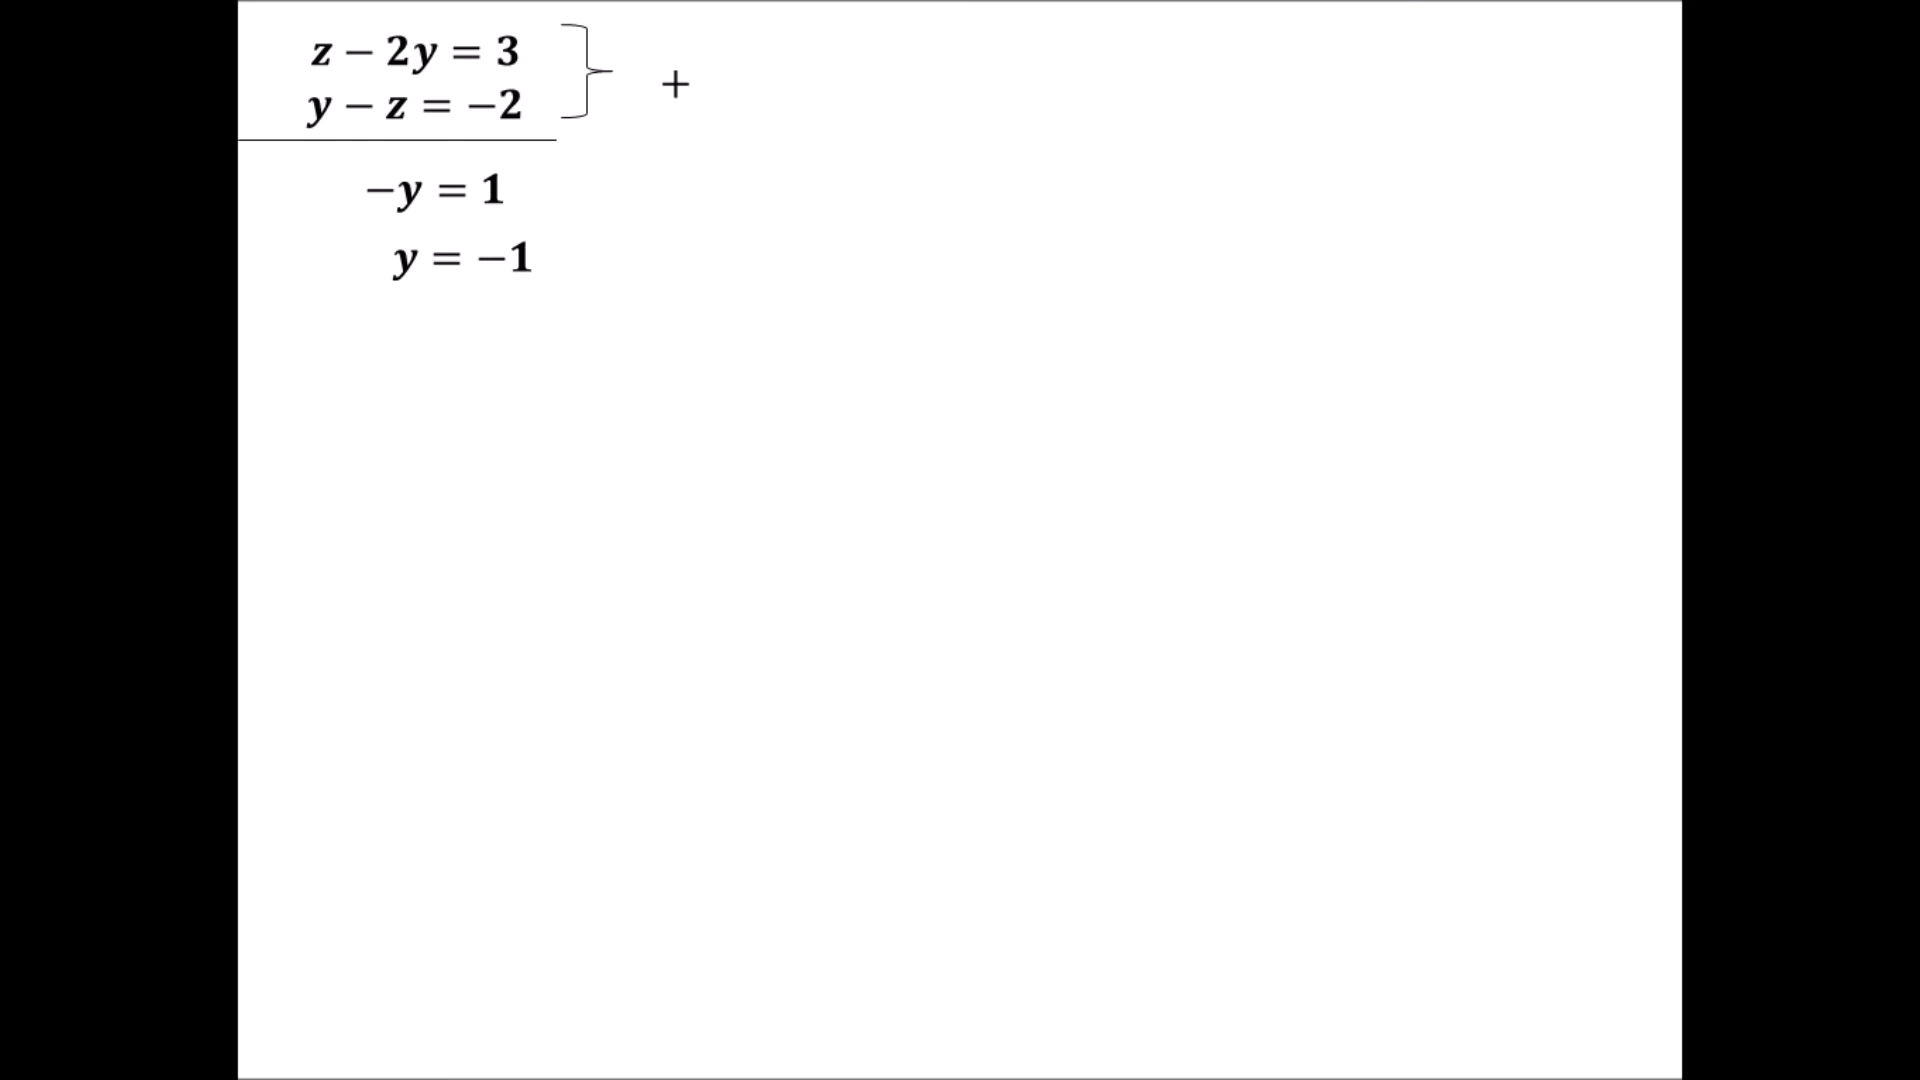 z − 2y = 3
y − z = −2
+
−y = 1
y = −1